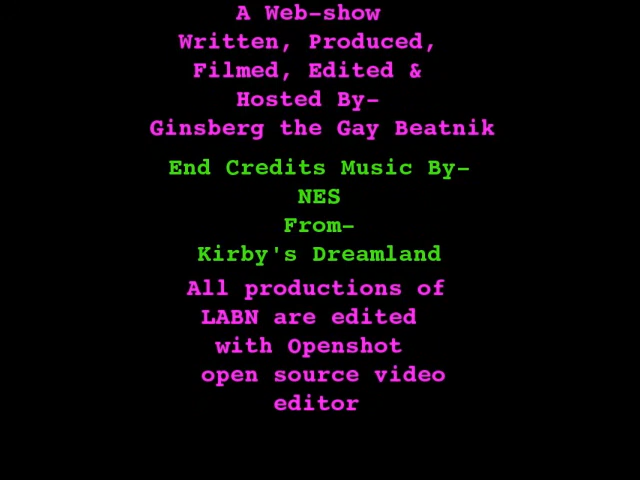 A Web-show
Written, Produced,
Filmed, Edited &
Hosted By-
Ginsberg the Gay Beatnik
End Credits Music By-
NES
From-
Kirby's Dreamland
All productions of
LABN are edited
with Openshot
open source video
editor